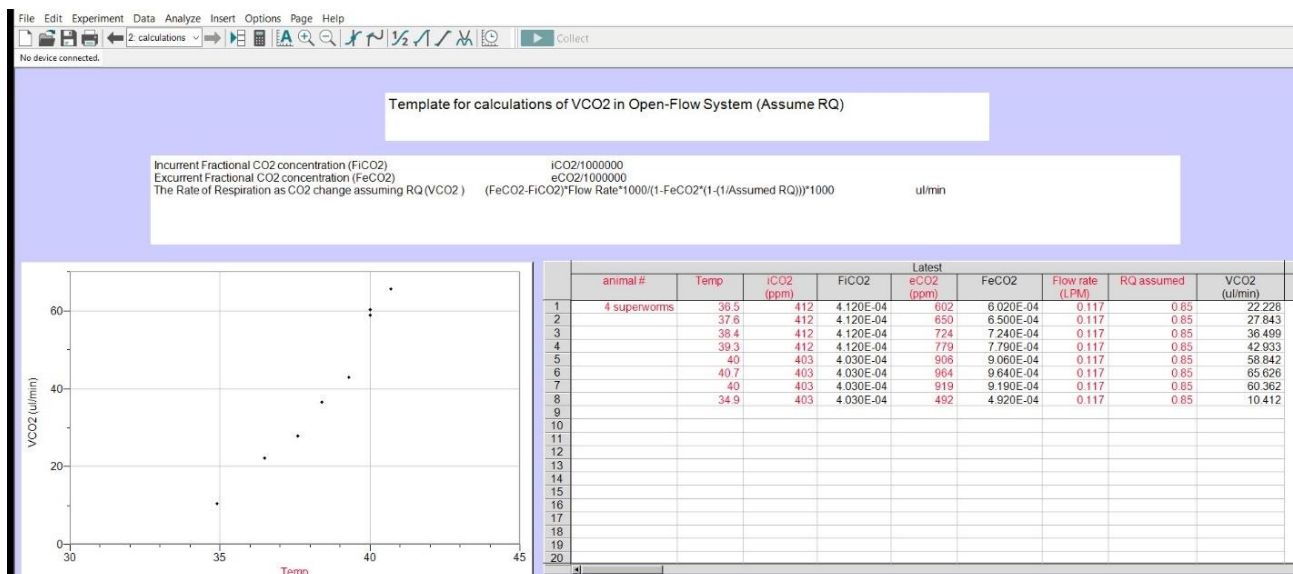 File Edit Experiment Data Analyze Insert Options Page Help
2: calculations
Collect
No device connected.
Template for calculations of VCO2 in Open-Flow System (Assume RQ)
Incurrent Fractional CO2 concentration (FiCO2) iCO2/1000000
Excurrent Fractional CO2 concentration (FeCO2) eCO2/1000000
The Rate of Respiration as CO2 change assuming RQ (VCO2 ) (FeCO2-FiCO2)*Flow Rate*1000/(1-FeCO2*(1-(1/Assumed RQ)))*1000 ul/min
60
40
20
0
30 35 40 45
VCO2 (ul/min)
Temp
Latest
animal # Temp iCO2 FiCO2 eCO2 FeCO2 Flow rate RQ assumed VCO2
(ppm) (ppm) (LPM) (ul/min)
1 4 superworms 36.5 412 4.120E-04 602 6.020E-04 0.117 0.85 22.228
2 37.6 412 4.120E-04 650 6.500E-04 0.117 0.85 27.843
3 38.4 412 4.120E-04 724 7.240E-04 0.117 0.85 36.499
4 39.3 412 4.120E-04 779 7.790E-04 0.117 0.85 42.933
5 40 403 4.030E-04 906 9.060E-04 0.117 0.85 58.842
6 40.7 403 4.030E-04 964 9.640E-04 0.117 0.85 65.626
7 40 403 4.030E-04 919 9.190E-04 0.117 0.85 60.362
8 34.9 403 4.030E-04 492 4.920E-04 0.117 0.85 10.412
9
10
11
12
13
14
15
16
17
18
19
20